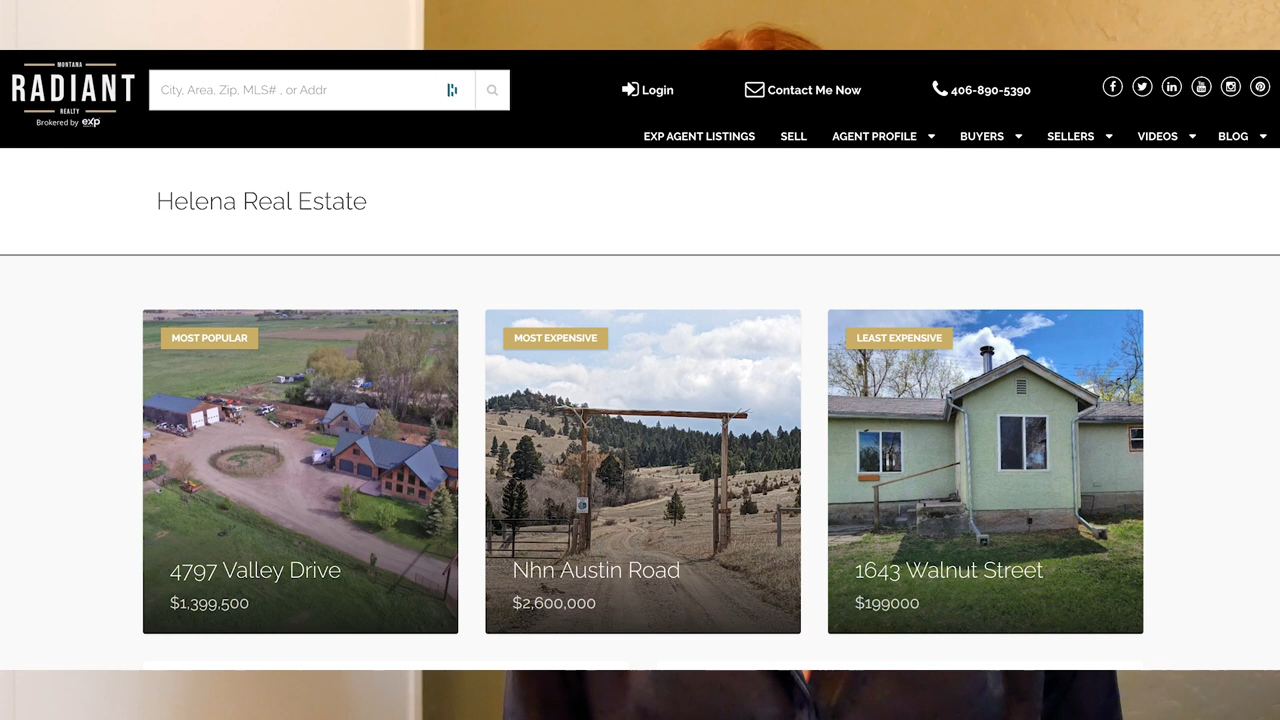 MONTANA
RADIANT
REALTY
Brokered by eXp
City, Area, Zip, MLS# , or Addr
Login
Contact Me Now
406-890-5390
EXP AGENT LISTINGS
SELL
AGENT PROFILE
BUYERS
SELLERS
VIDEOS
BLOG
Helena Real Estate
MOST POPULAR
4797 Valley Drive
$1,399,500
MOST EXPENSIVE
Nhn Austin Road
$2,600,000
LEAST EXPENSIVE
1643 Walnut Street
$199000